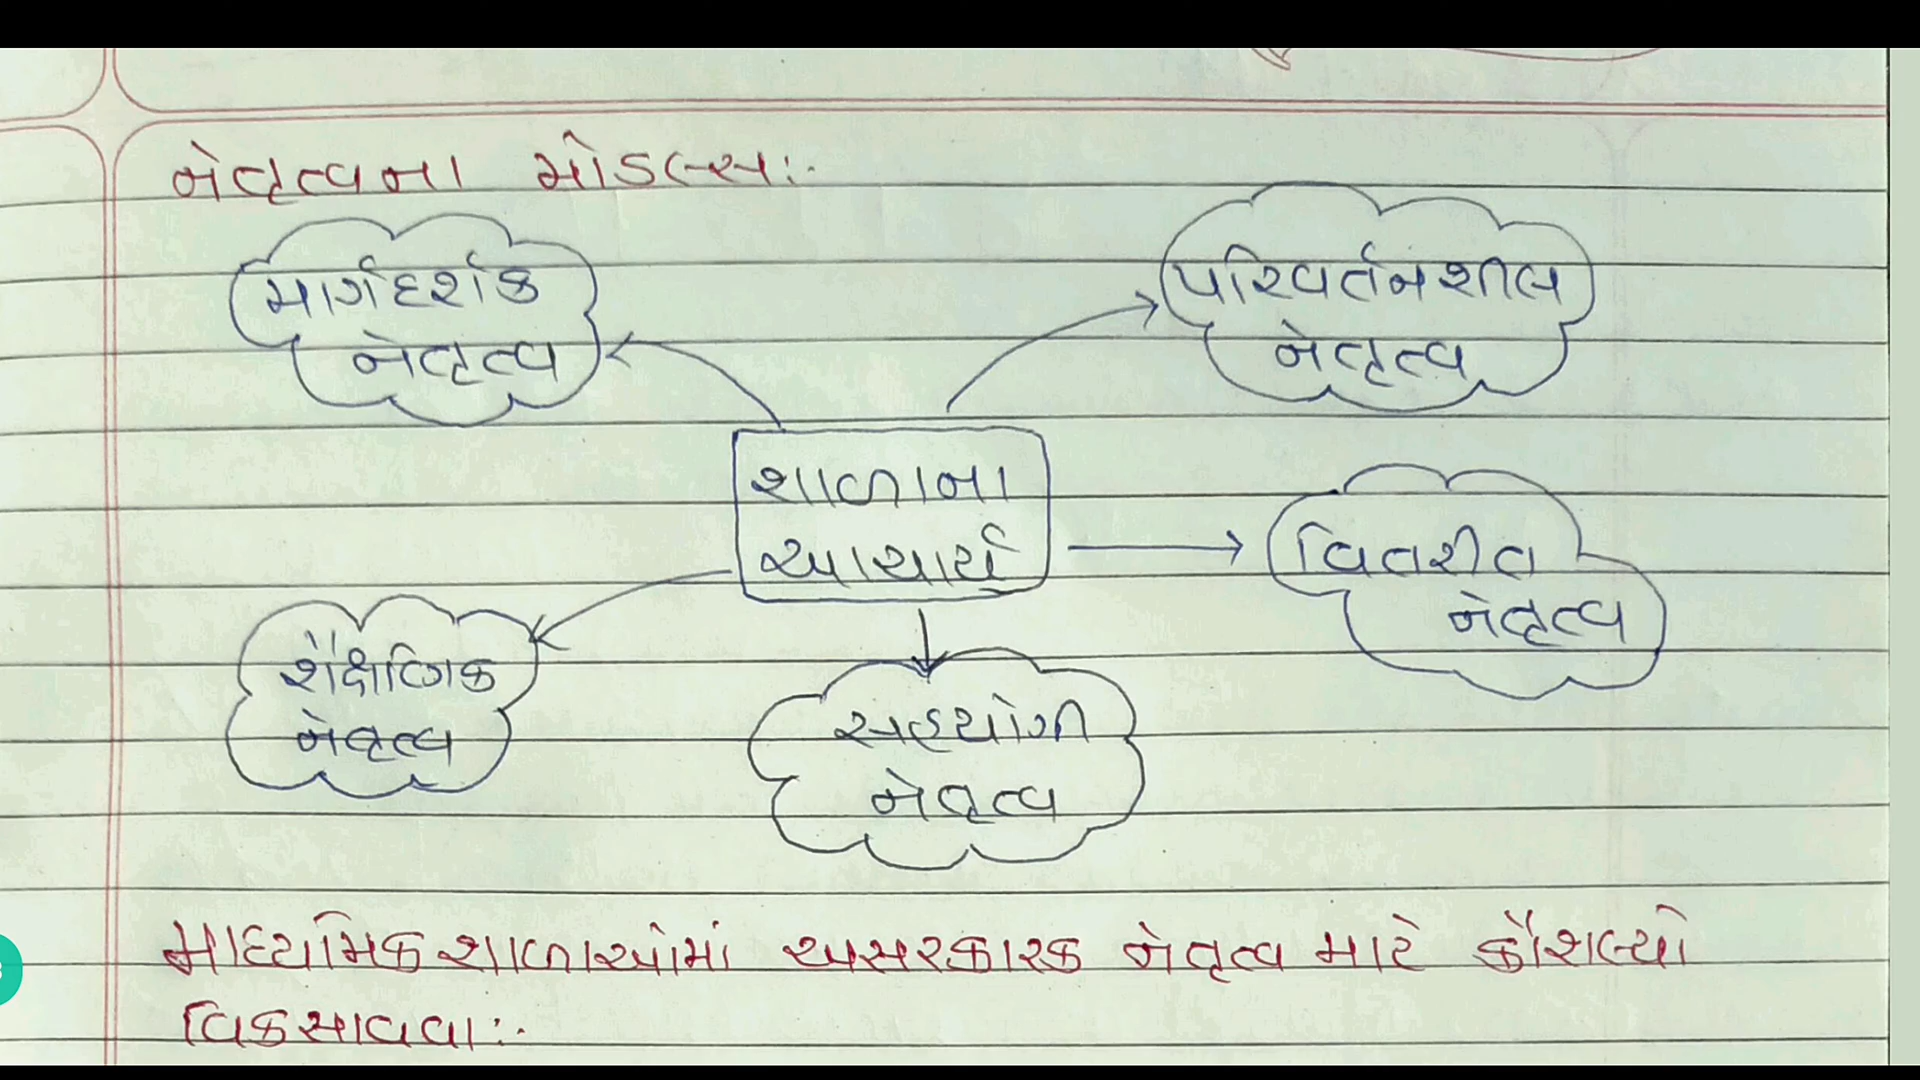 નેતૃત્વના મોડલ્સઃ-
માર્ગદર્શક
નેતૃત્વ
પરિવર્તનશીલ
નેતૃત્વ
શાળાના
આચાર્ય
વિતરીત
નેતૃત્વ
શૈક્ષણિક
નેતૃત્વ
સહયોગી
નેતૃત્વ
માધ્યમિક શાળાઓમાં અસરકારક નેતૃત્વ માટે કૌશલ્યો
વિકસાવવાઃ-